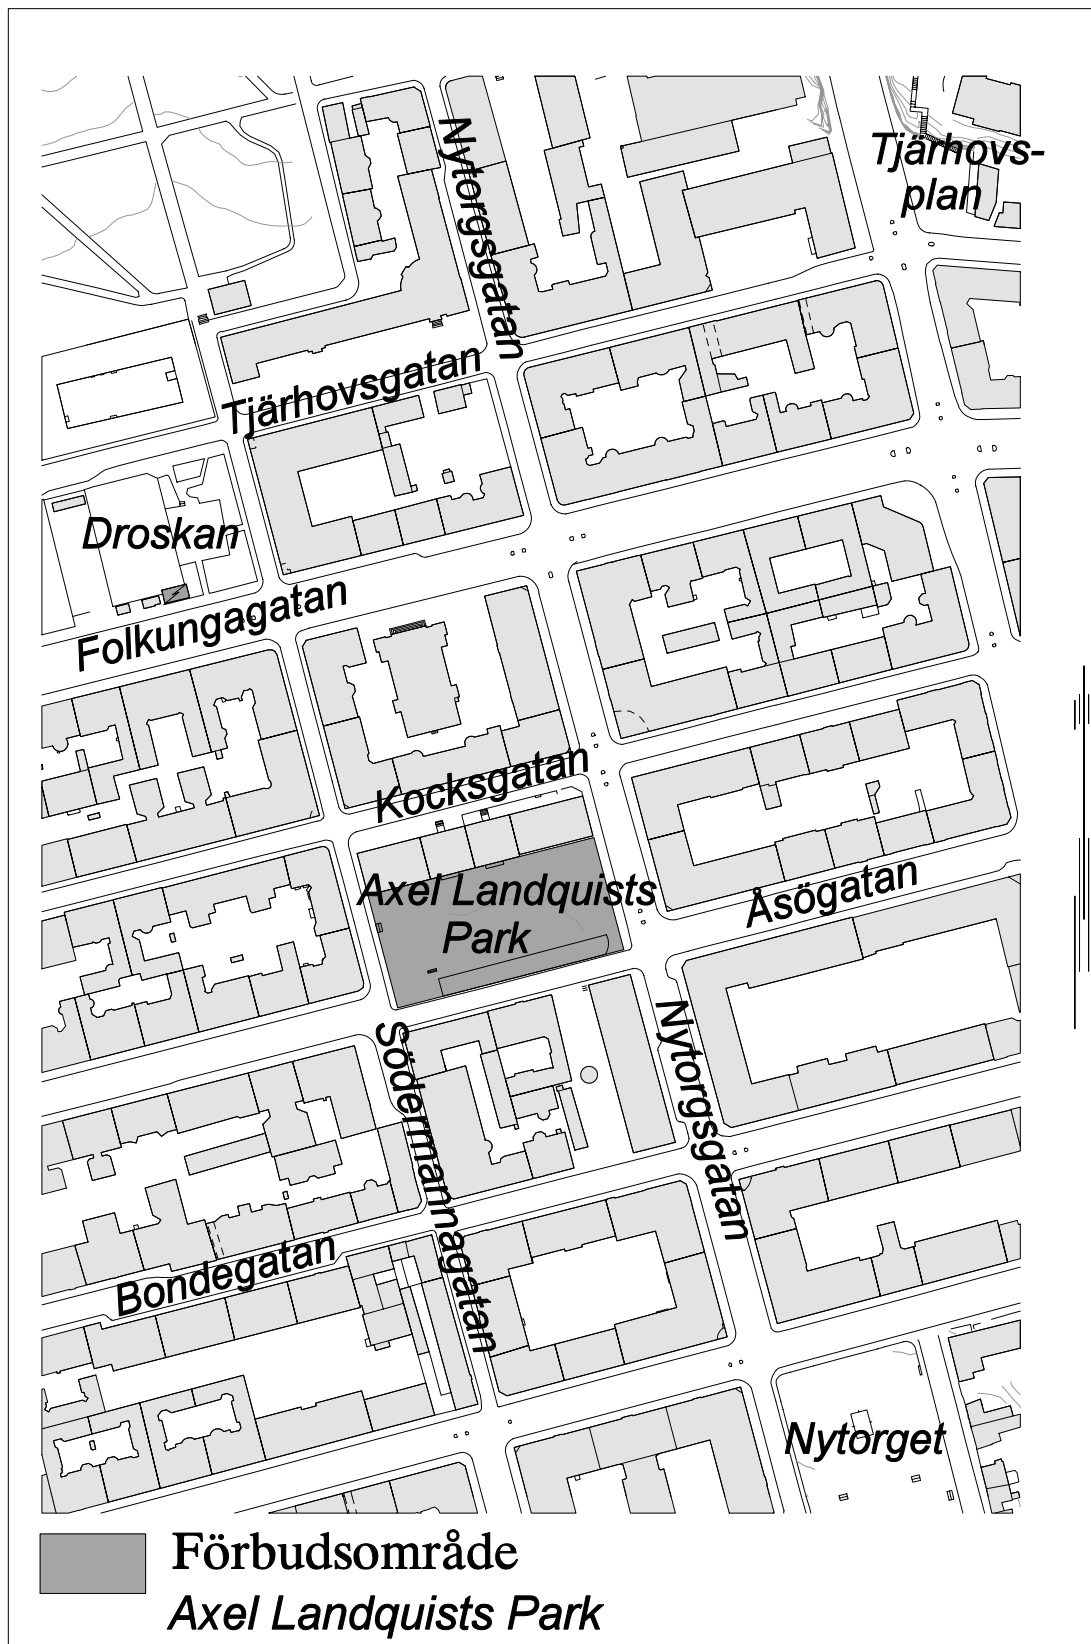 Nytorgsgatan
Tjärhovs-
plan
Tjärhovsgatan
Droskan
Folkungagatan
Kocksgatan
Axel Landquists
Park
Åsögatan
Södermannagatan
Nytorgsgatan
Bondegatan
Nytorget
Förbudsområde
Axel Landquists Park